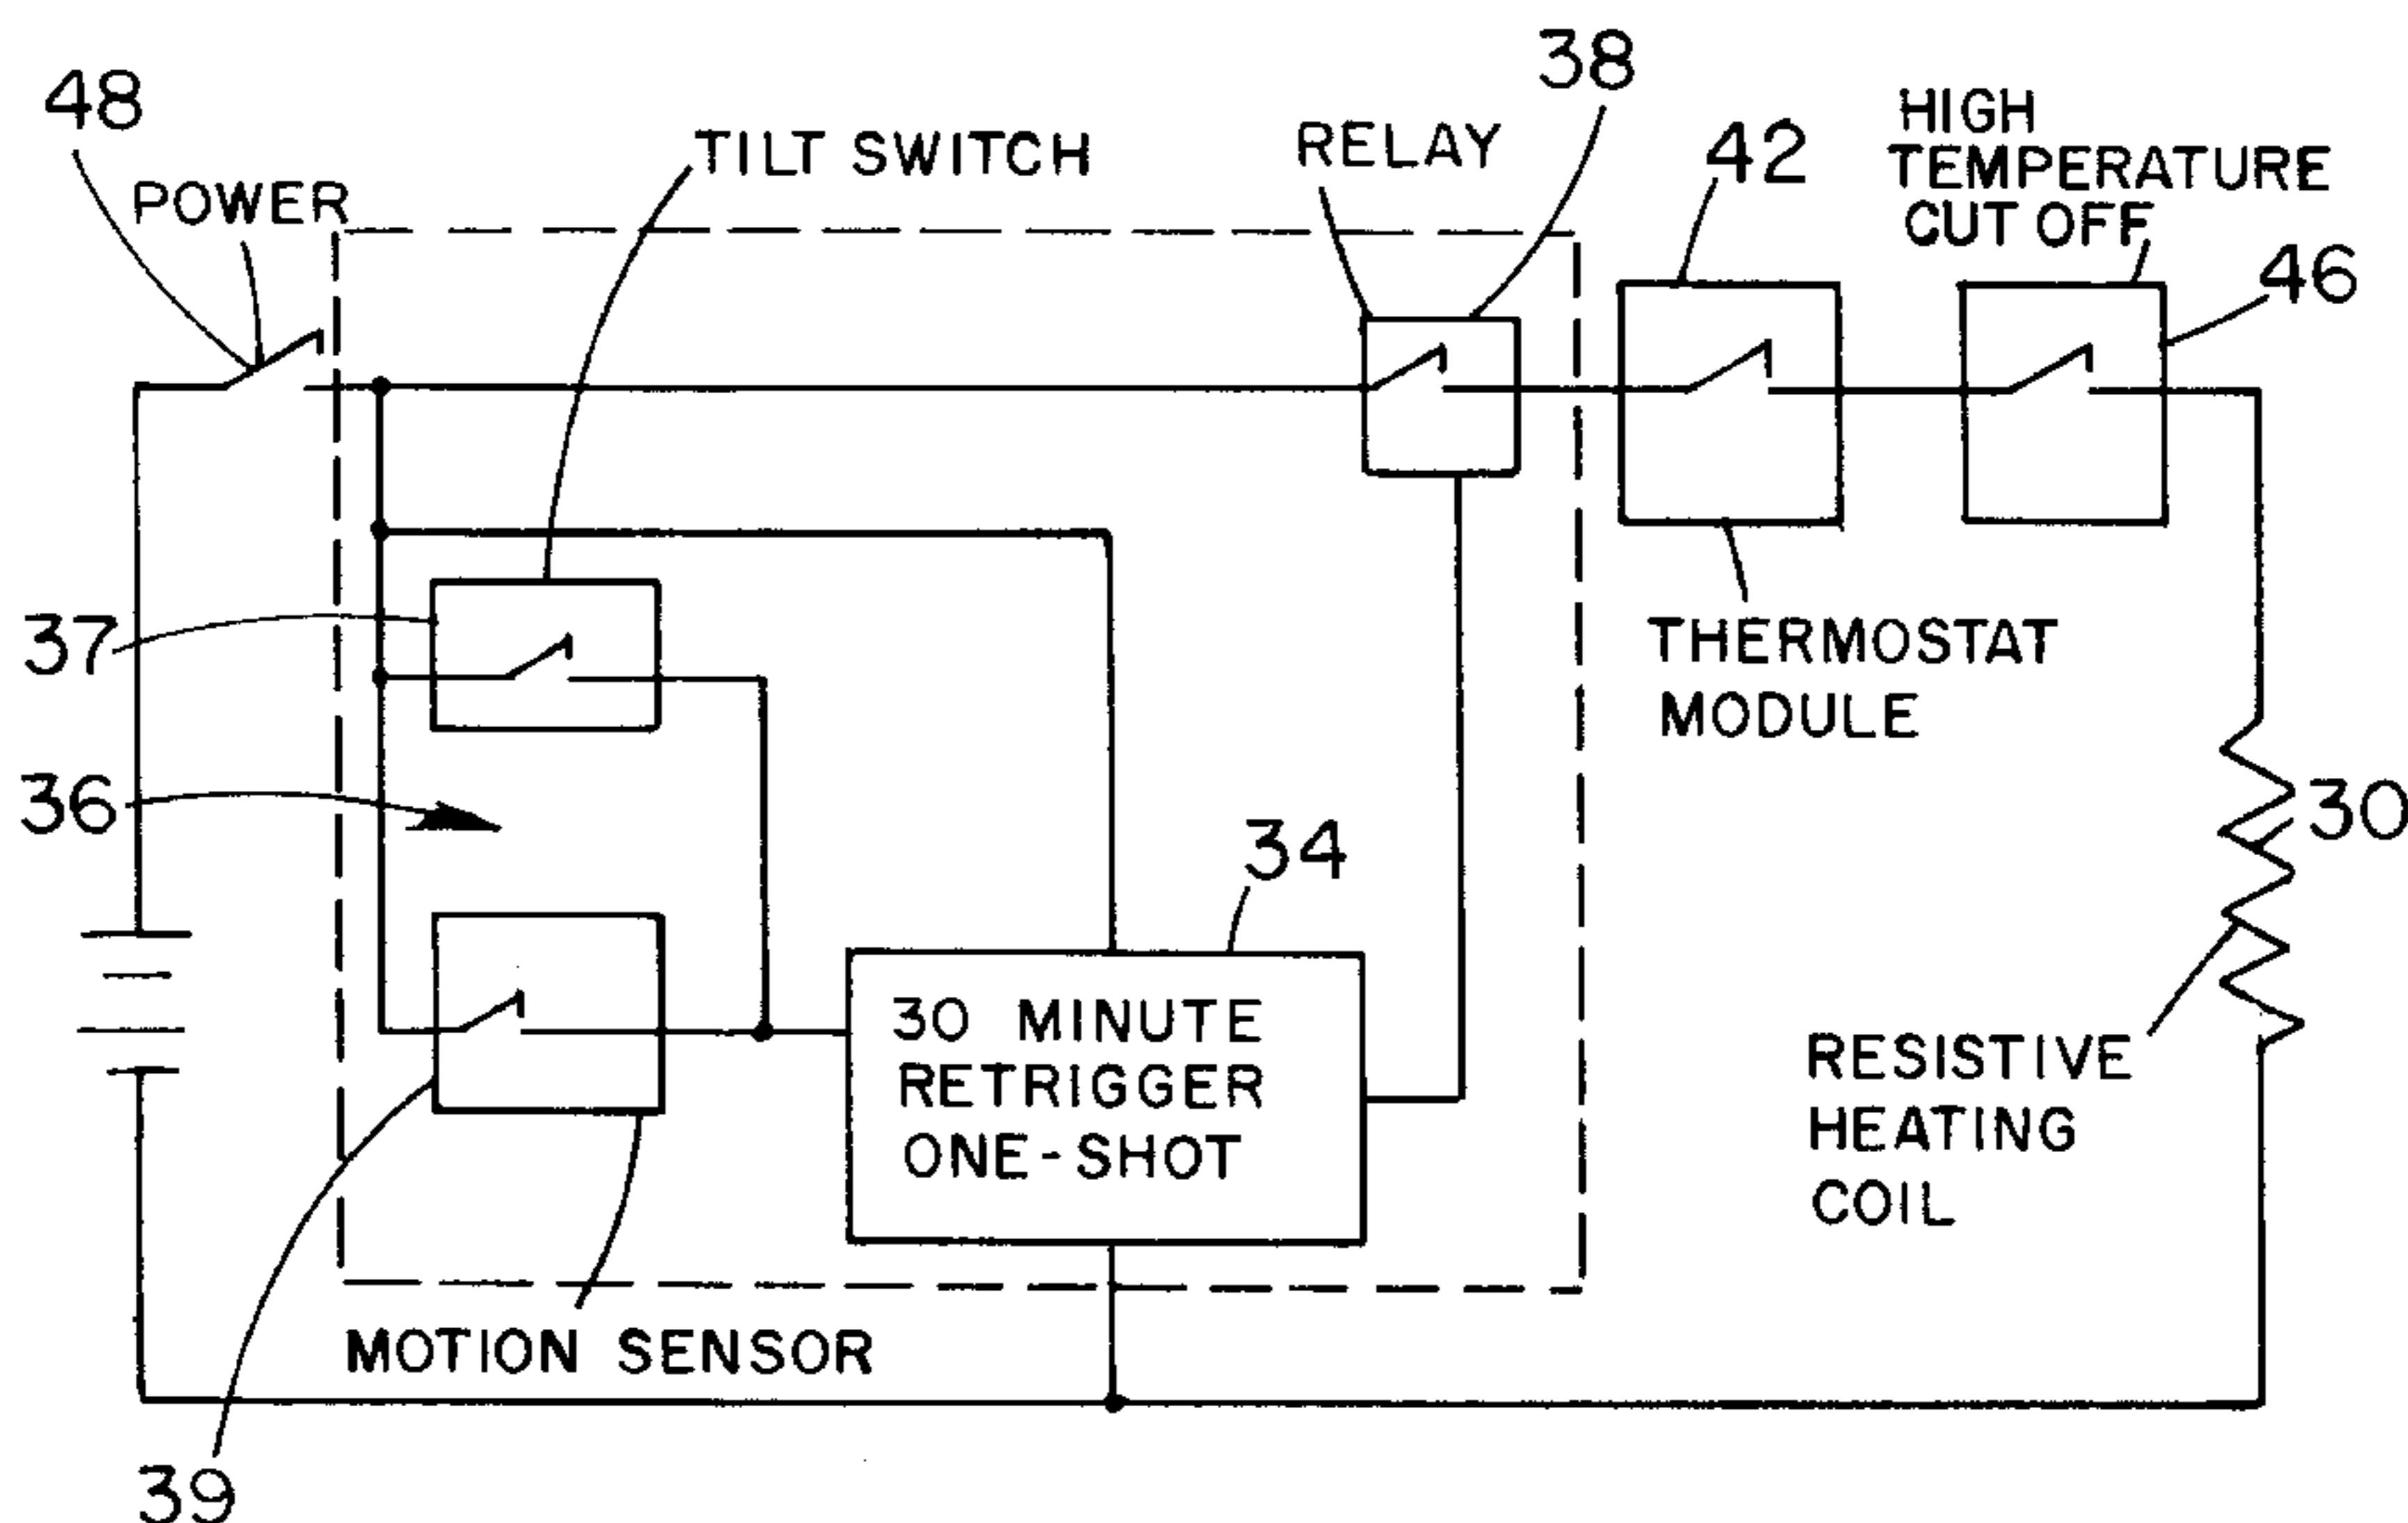 48
POWER
TILT SWITCH
RELAY
38
42
HIGH
TEMPERATURE
CUT OFF
46
37
THERMOSTAT
MODULE
36
34
30
30 MINUTE
RETRIGGER
ONE-SHOT
RESISTIVE
HEATING
COIL
MOTION SENSOR
39